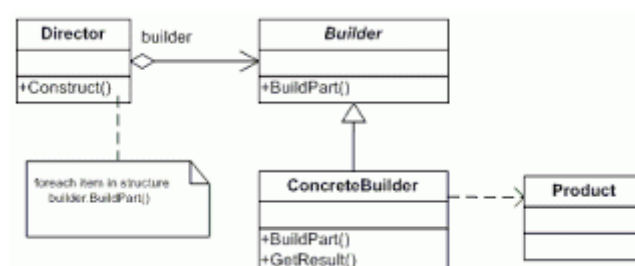 Director
builder
Builder
+Construct()
+BuildPart()
foreach item in structure
builder.BuildPart()
ConcreteBuilder
Product
+BuildPart()
+GetResult()